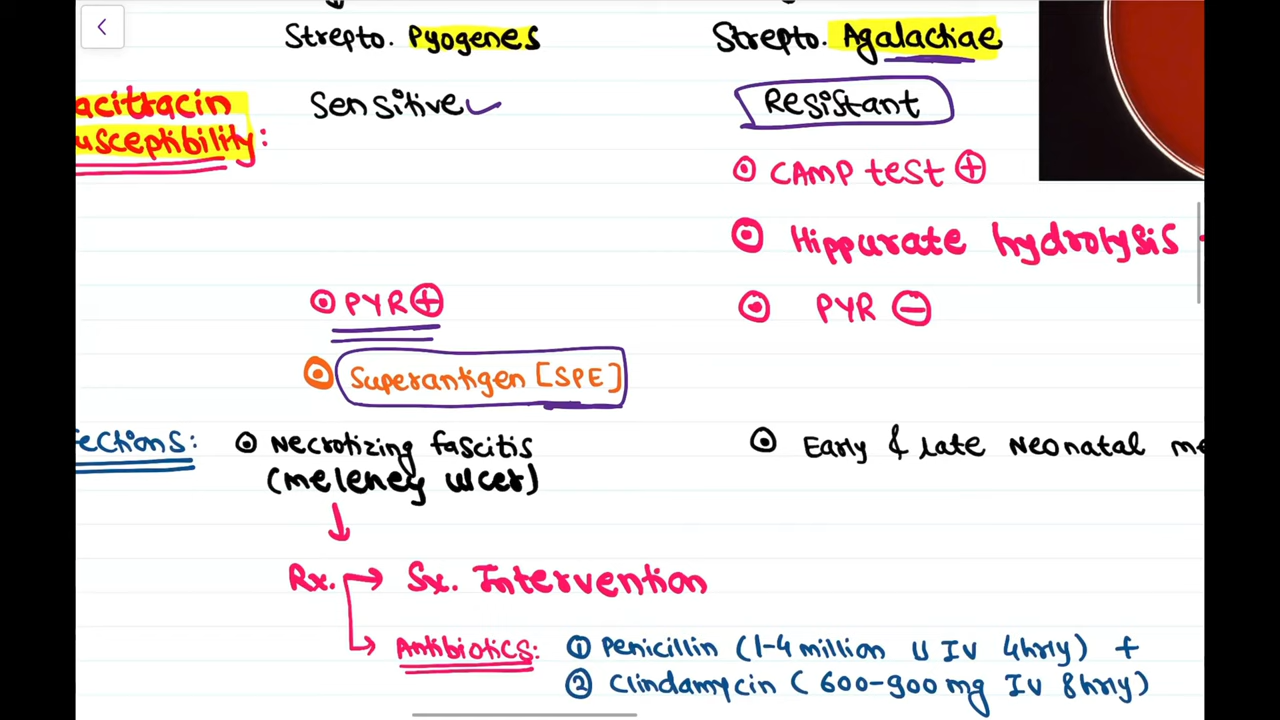 Strepto. Pyogenes
Strepto. Agalactiae
acitracin
usceptibility:
Sensitive
Resistant
CAMP test +
Hippurate hydrolysis
PYR +
PYR −
Superantigen [SPE]
fections:
Necrotizing fascitis
(meleney ulcer)
Early & Late Neonatal me
Rx. → Sx. Intervention
→ Antibiotics: ① Penicillin (1-4 million U IV 4hrly) +
② Clindamycin (600-900 mg IV 8hrly)